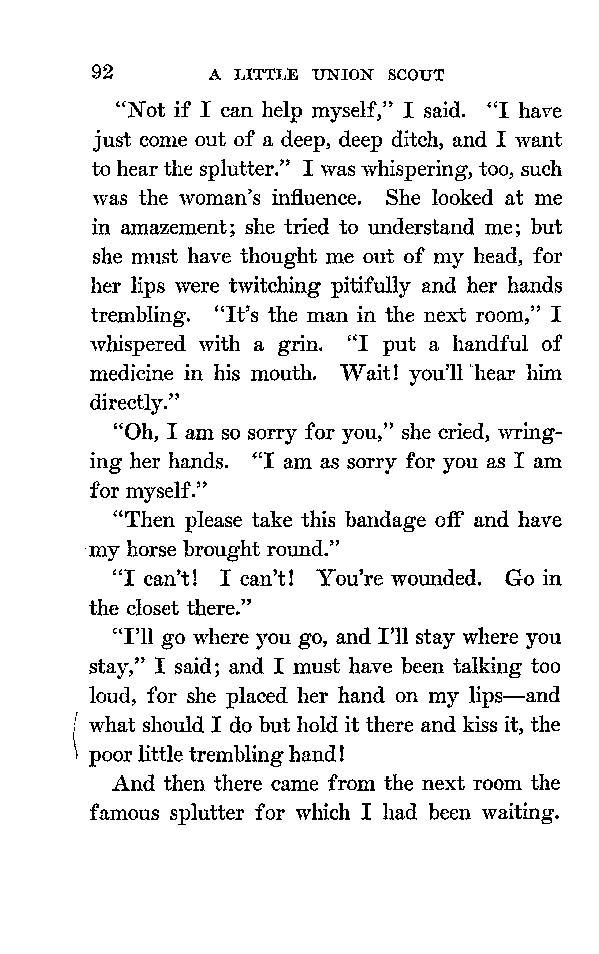 92 A LITTLE UNION SCOUT
“Not if I can help myself,” I said. “I have
just come out of a deep, deep ditch, and I want
to hear the splutter.” I was whispering, too, such
was the woman’s influence. She looked at me
in amazement; she tried to understand me; but
she must have thought me out of my head, for
her lips were twitching pitifully and her hands
trembling. “It’s the man in the next room,” I
whispered with a grin. “I put a handful of
medicine in his mouth. Wait! you’ll hear him
directly.”
“Oh, I am so sorry for you,” she cried, wring-
ing her hands. “I am as sorry for you as I am
for myself.”
“Then please take this bandage off and have
my horse brought round.”
“I can’t! I can’t! You’re wounded. Go in
the closet there.”
“I’ll go where you go, and I’ll stay where you
stay,” I said; and I must have been talking too
loud, for she placed her hand on my lips—and
what should I do but hold it there and kiss it, the
poor little trembling hand!
And then there came from the next room the
famous splutter for which I had been waiting.